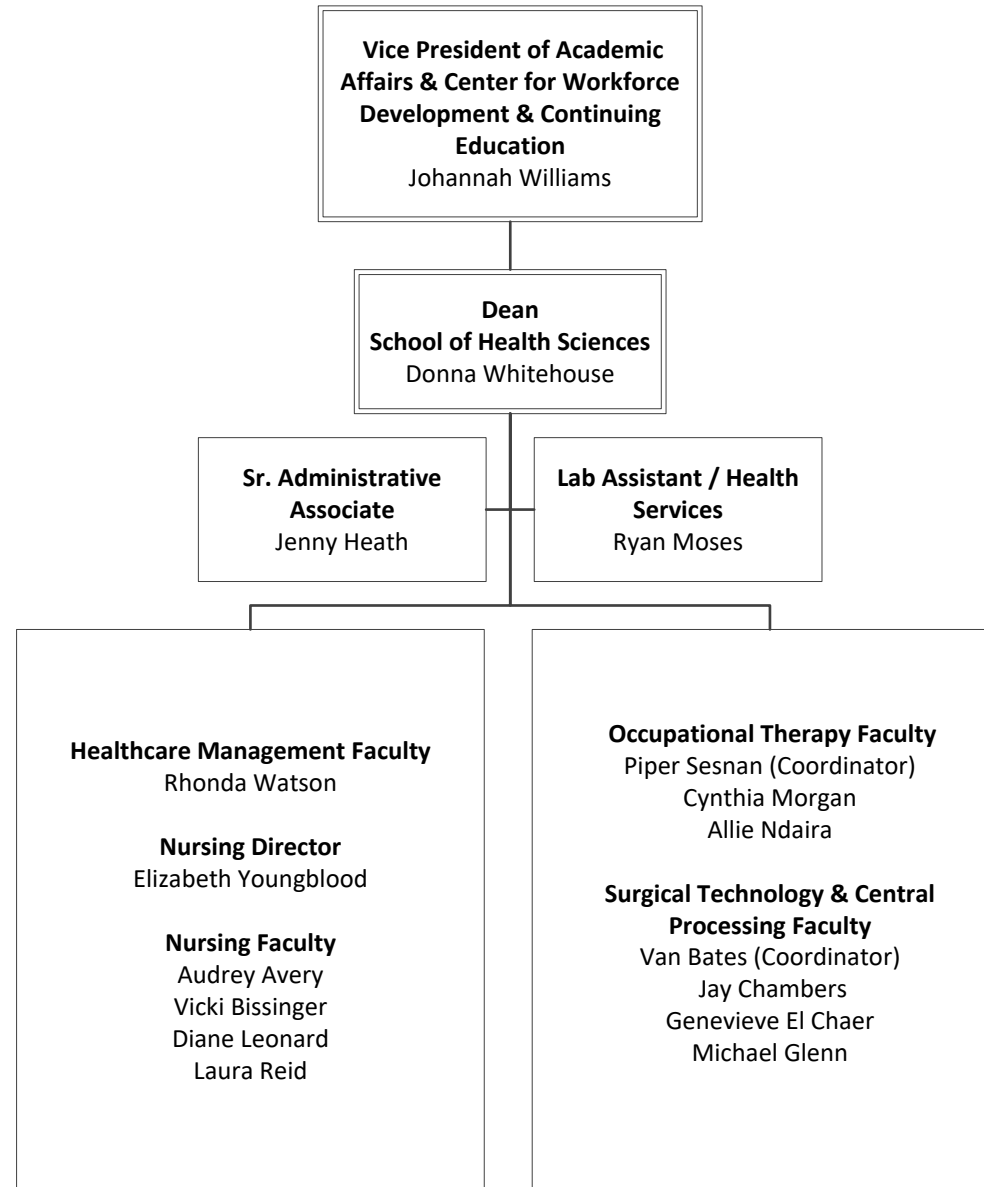 Vice President of Academic
Affairs & Center for Workforce
Development & Continuing
Education
Johannah Williams
Dean
School of Health Sciences
Donna Whitehouse
Sr. Administrative
Associate
Jenny Heath
Lab Assistant / Health
Services
Ryan Moses
Healthcare Management Faculty
Rhonda Watson
Nursing Director
Elizabeth Youngblood
Nursing Faculty
Audrey Avery
Vicki Bissinger
Diane Leonard
Laura Reid
Occupational Therapy Faculty
Piper Sesnan (Coordinator)
Cynthia Morgan
Allie Ndaira
Surgical Technology & Central
Processing Faculty
Van Bates (Coordinator)
Jay Chambers
Genevieve El Chaer
Michael Glenn